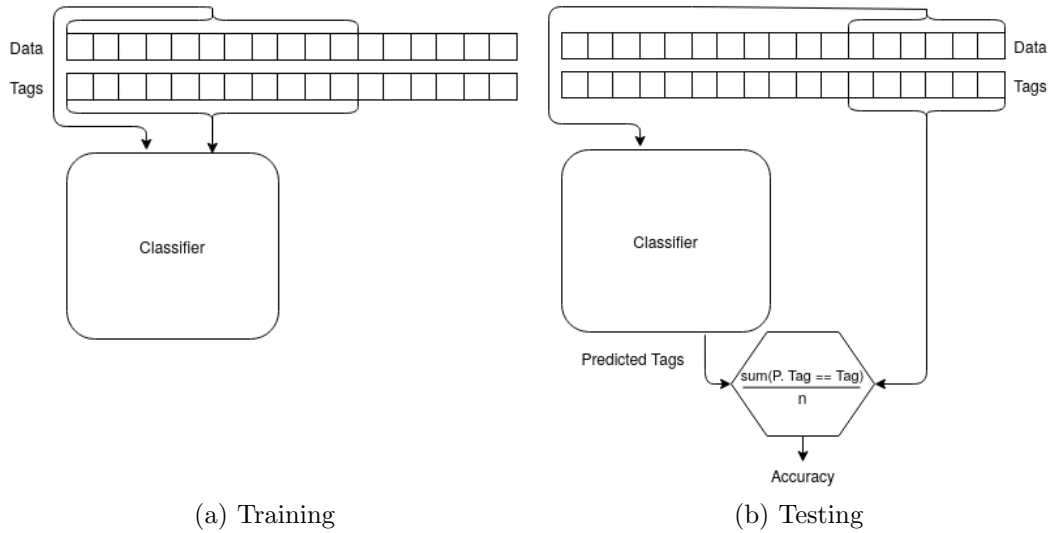 Data
Tags
Classifier
(a) Training
Data
Tags
Classifier
Predicted Tags
sum(P. Tag == Tag)
n
Accuracy
(b) Testing